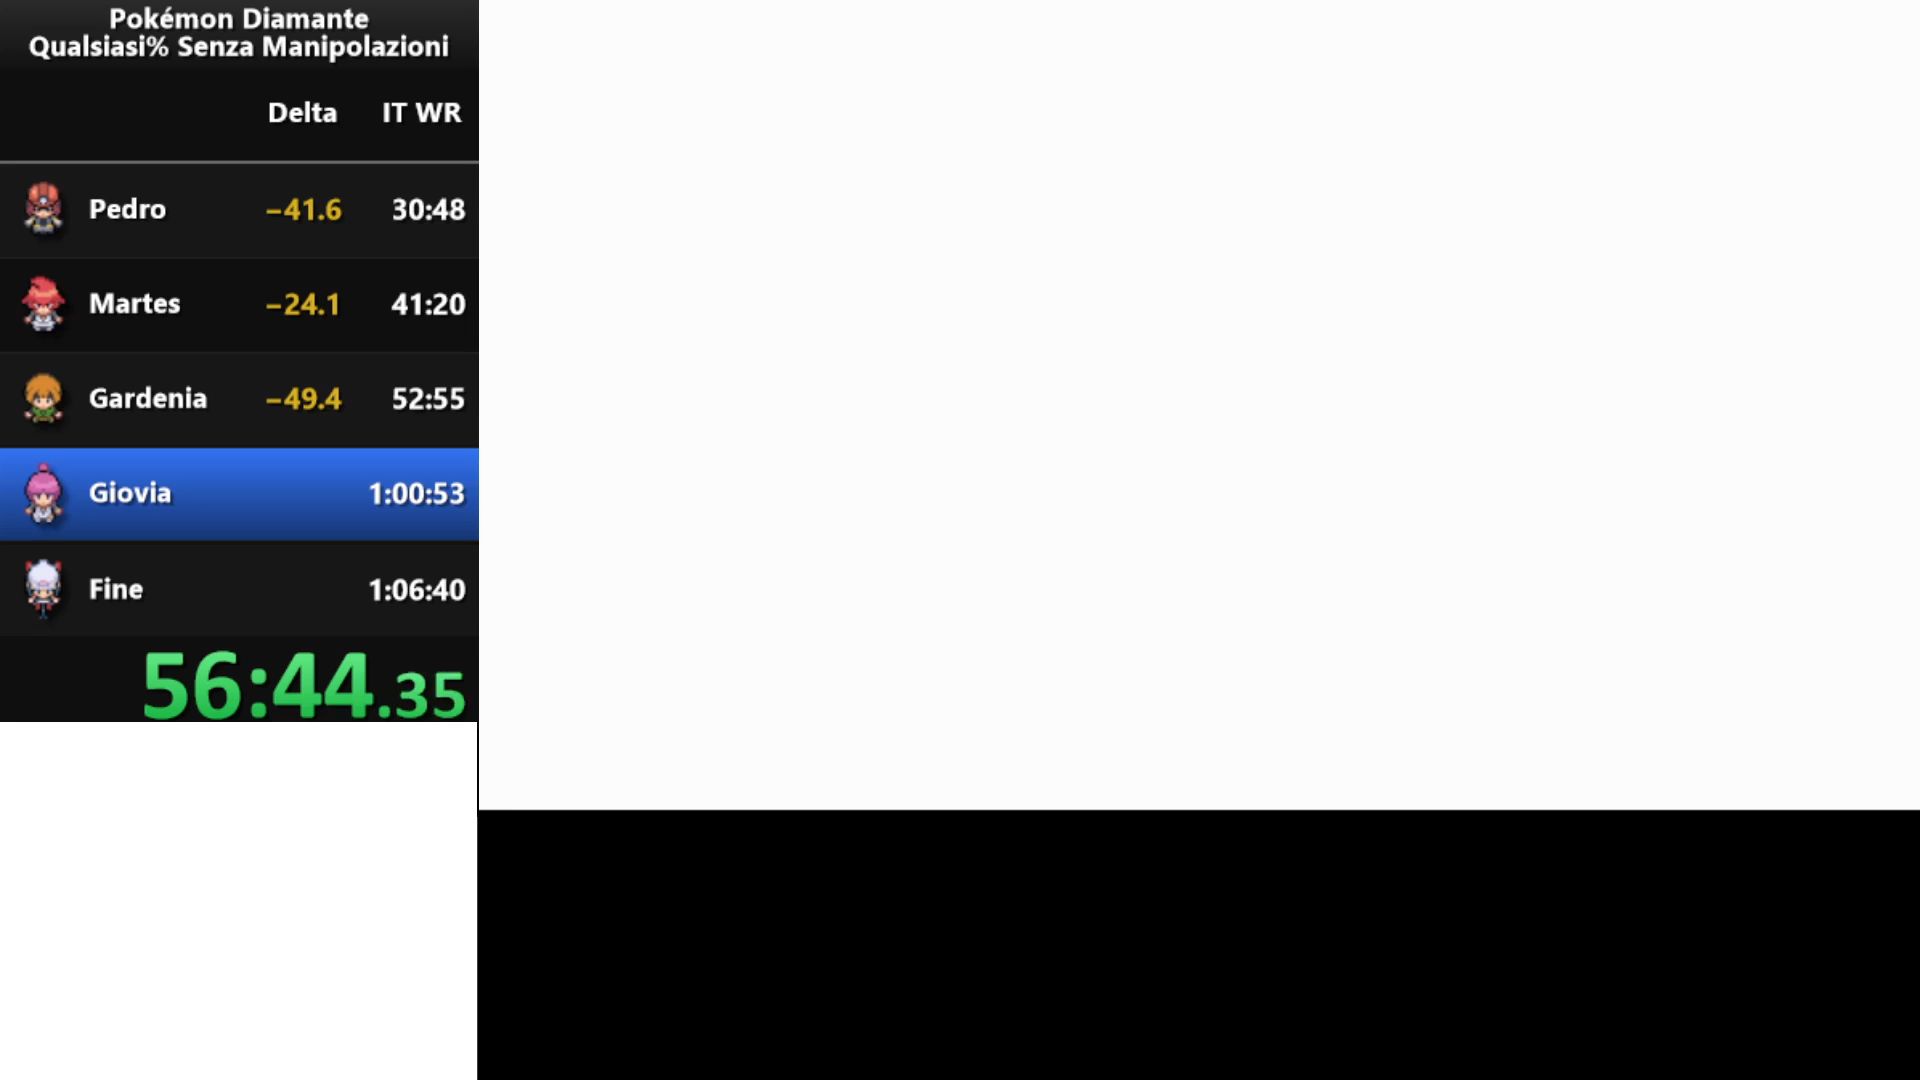 Pokémon Diamante
Qualsiasi% Senza Manipolazioni
Delta IT WR
Pedro −41.6 30:48
Martes −24.1 41:20
Gardenia −49.4 52:55
Giovia 1:00:53
Fine 1:06:40
56:44.35